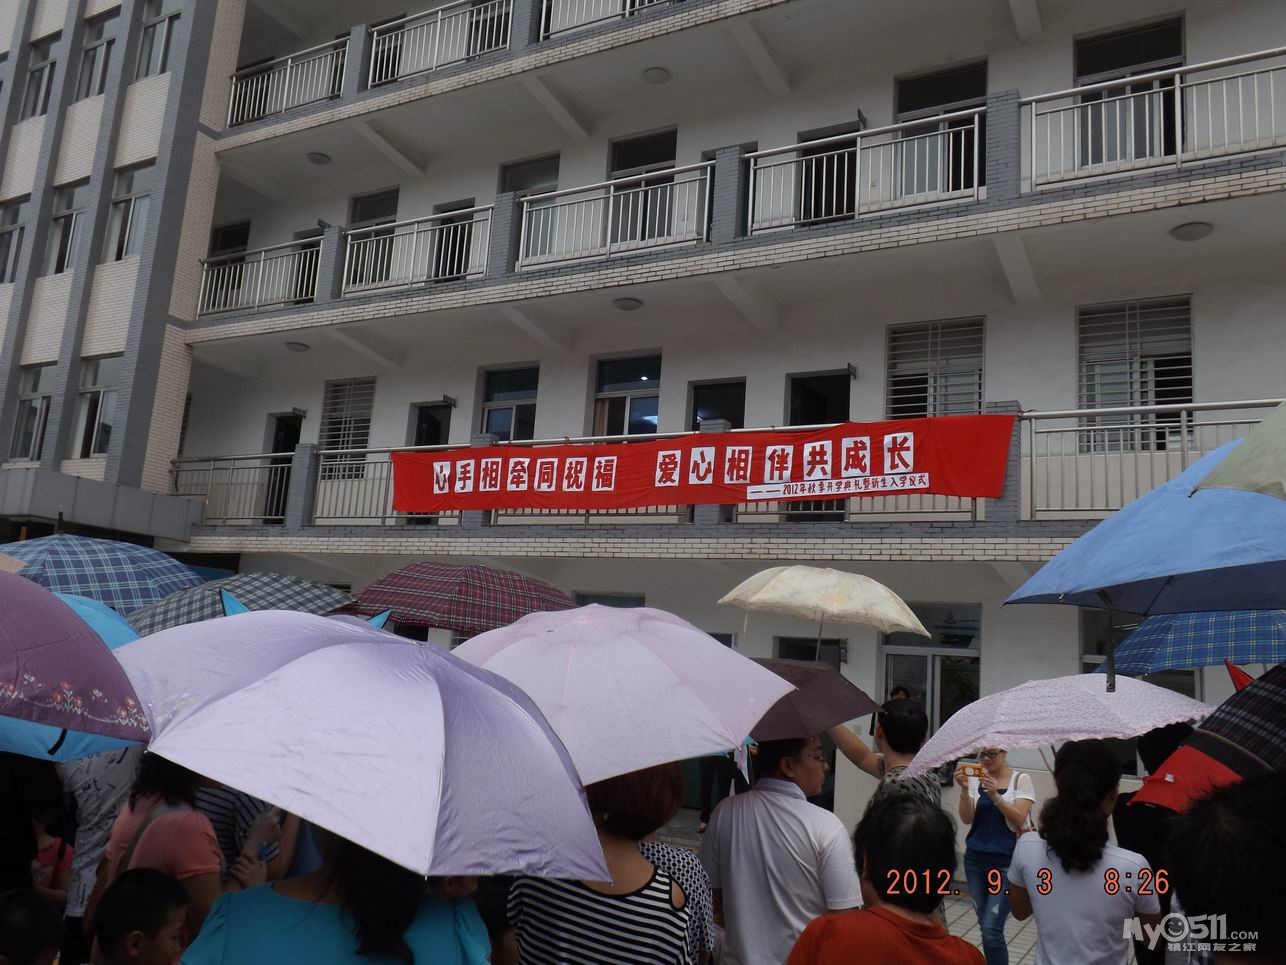 心手相牵同祝福 爱心相伴共成长
———2012年秋季开学典礼暨新生入学仪式
2012. 9. 3 8:26
My0511.COM
镇江网友之家